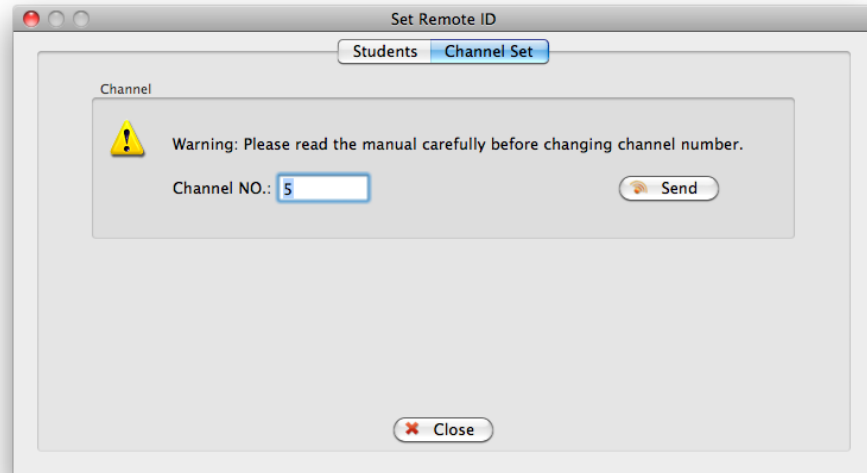 Set Remote ID
Students Channel Set
Channel
Warning: Please read the manual carefully before changing channel number.
Channel NO.: 5 Send
Close